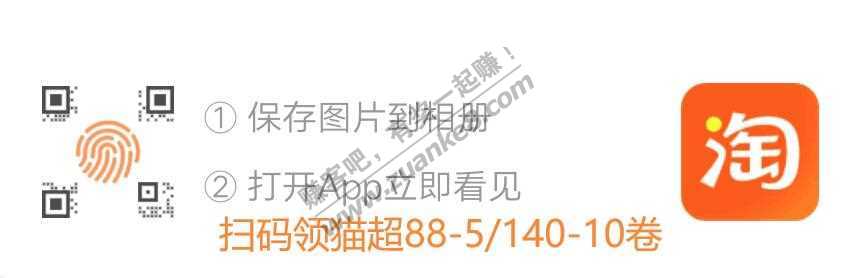 ① 保存图片到相册
② 打开App立即看见
扫码领猫超88-5/140-10卷
淘
赚客吧，有奖一起赚！
www.zuanke8.com